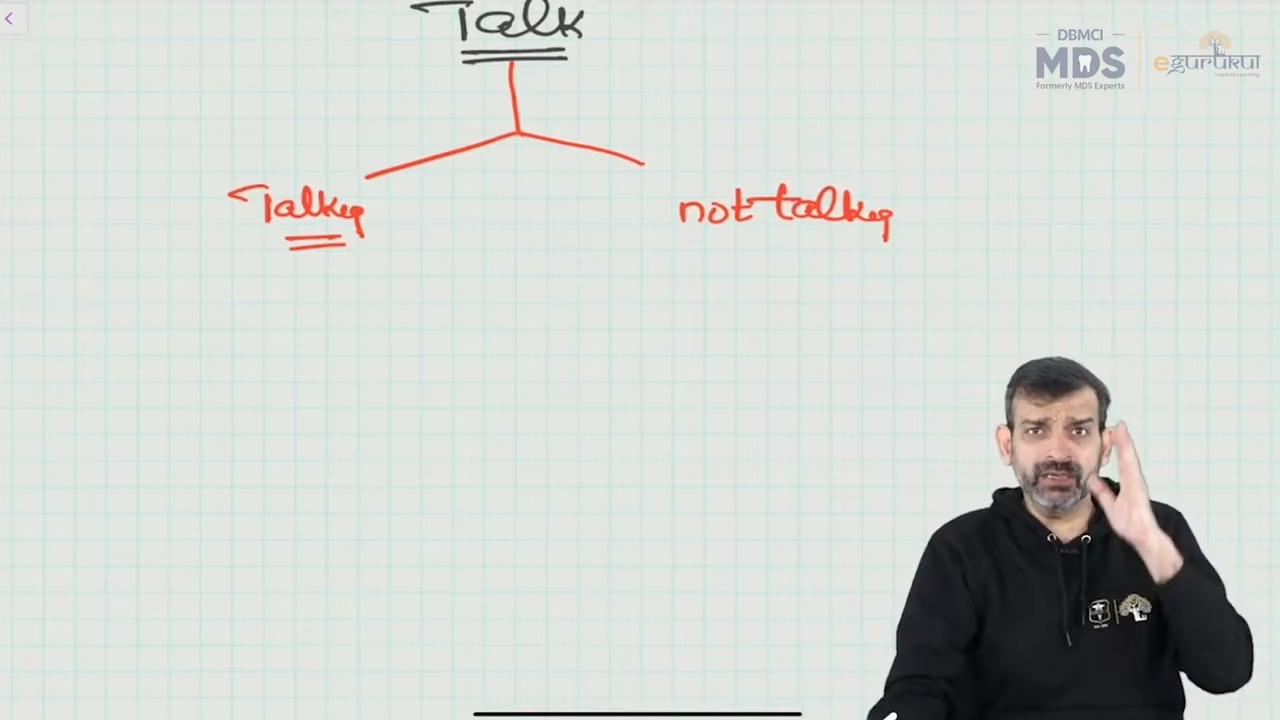 Talk
DBMCI
MDS
Formerly MDS Experts
egurukul
Talking
not talking